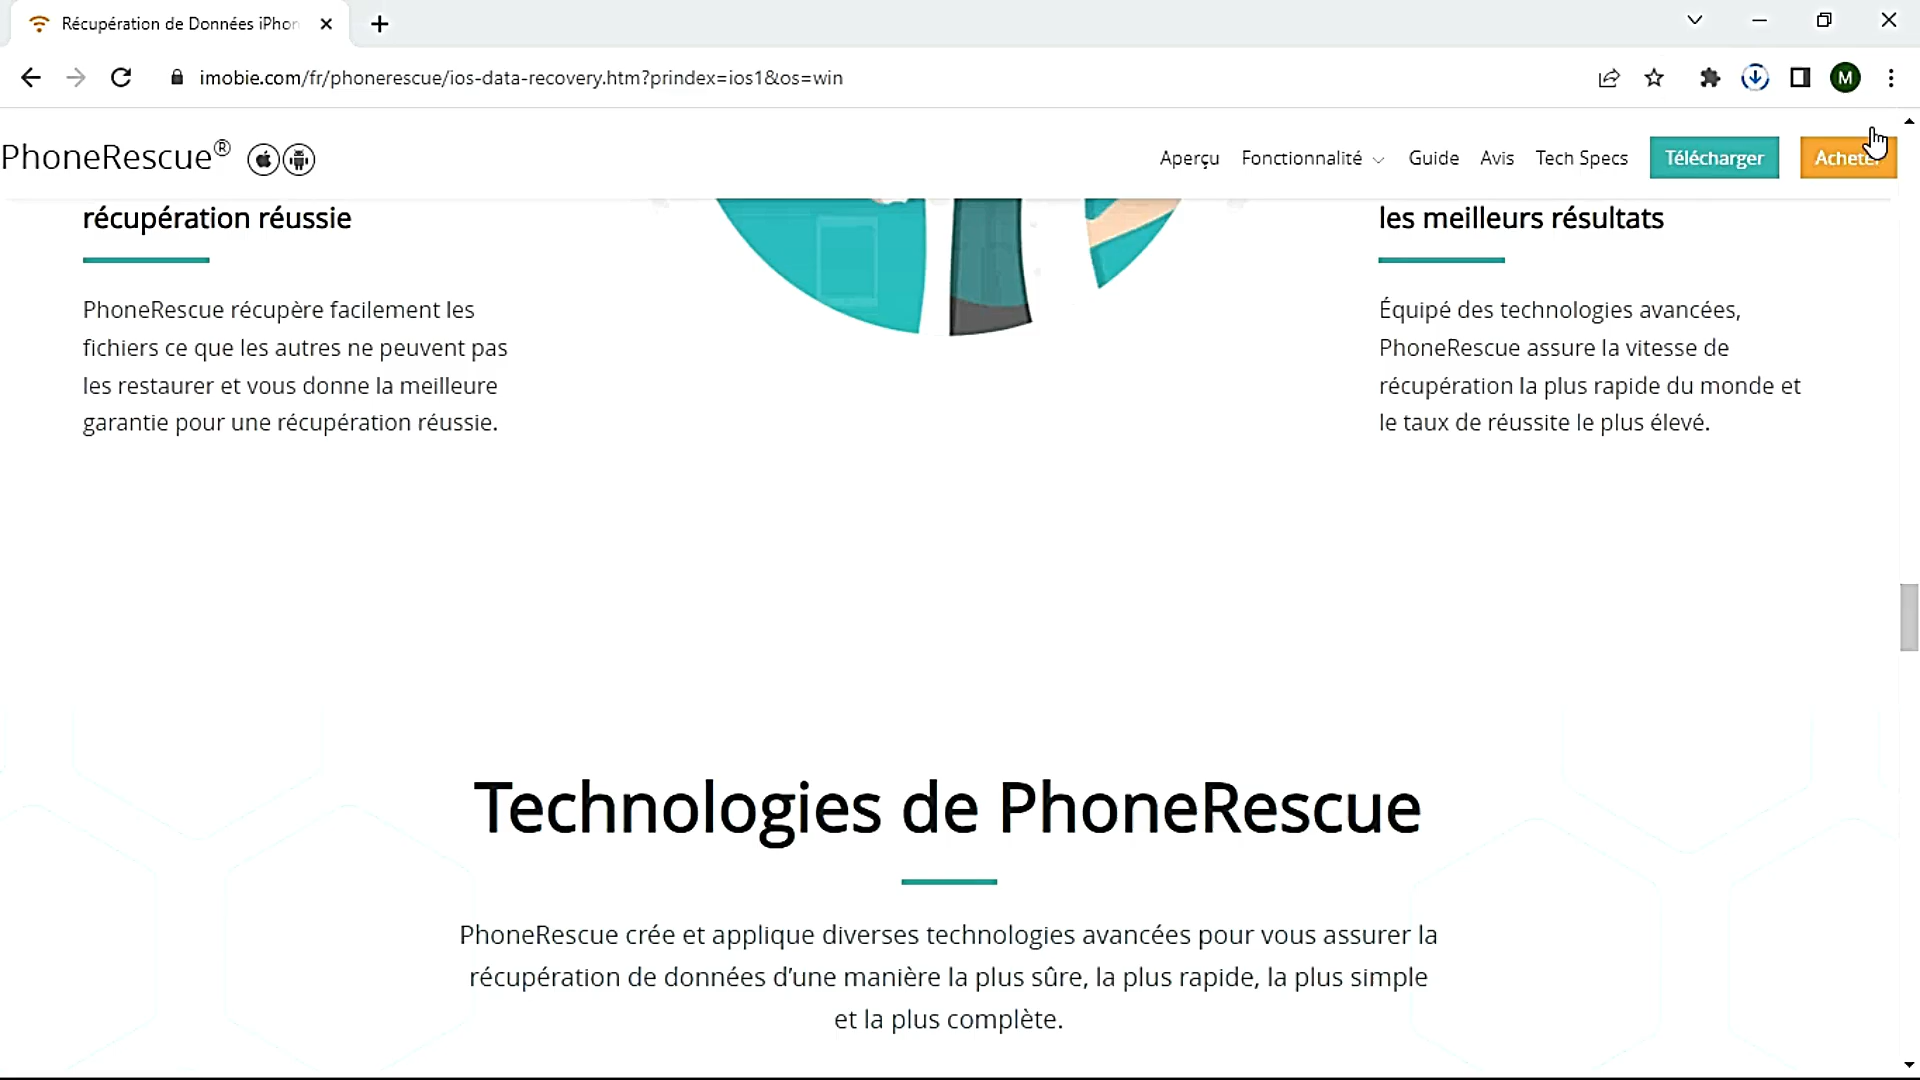 Récupération de Données iPhon
imobie.com/fr/phonerescue/ios-data-recovery.htm?prindex=ios1&os=win
M
PhoneRescue®
Aperçu Fonctionnalité Guide Avis Tech Specs Télécharger Acheter
récupération réussie
PhoneRescue récupère facilement les
fichiers ce que les autres ne peuvent pas
les restaurer et vous donne la meilleure
garantie pour une récupération réussie.
les meilleurs résultats
Équipé des technologies avancées,
PhoneRescue assure la vitesse de
récupération la plus rapide du monde et
le taux de réussite le plus élevé.
Technologies de PhoneRescue
PhoneRescue crée et applique diverses technologies avancées pour vous assurer la
récupération de données d’une manière la plus sûre, la plus rapide, la plus simple
et la plus complète.